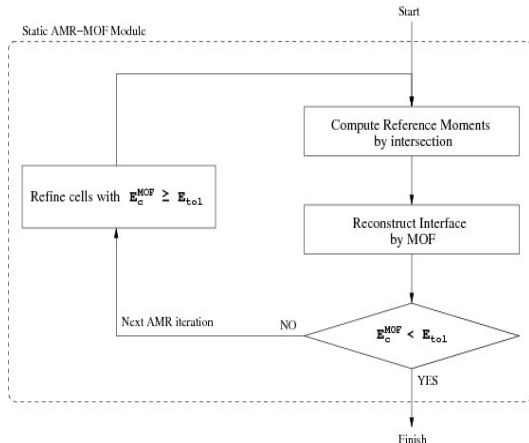 Start
Static AMR−MOF Module
Compute Reference Moments
by intersection
Refine cells with E_c^MOF ≥ E_tol
Reconstruct Interface
by MOF
Next AMR iteration
NO
E_c^MOF < E_tol
YES
Finish